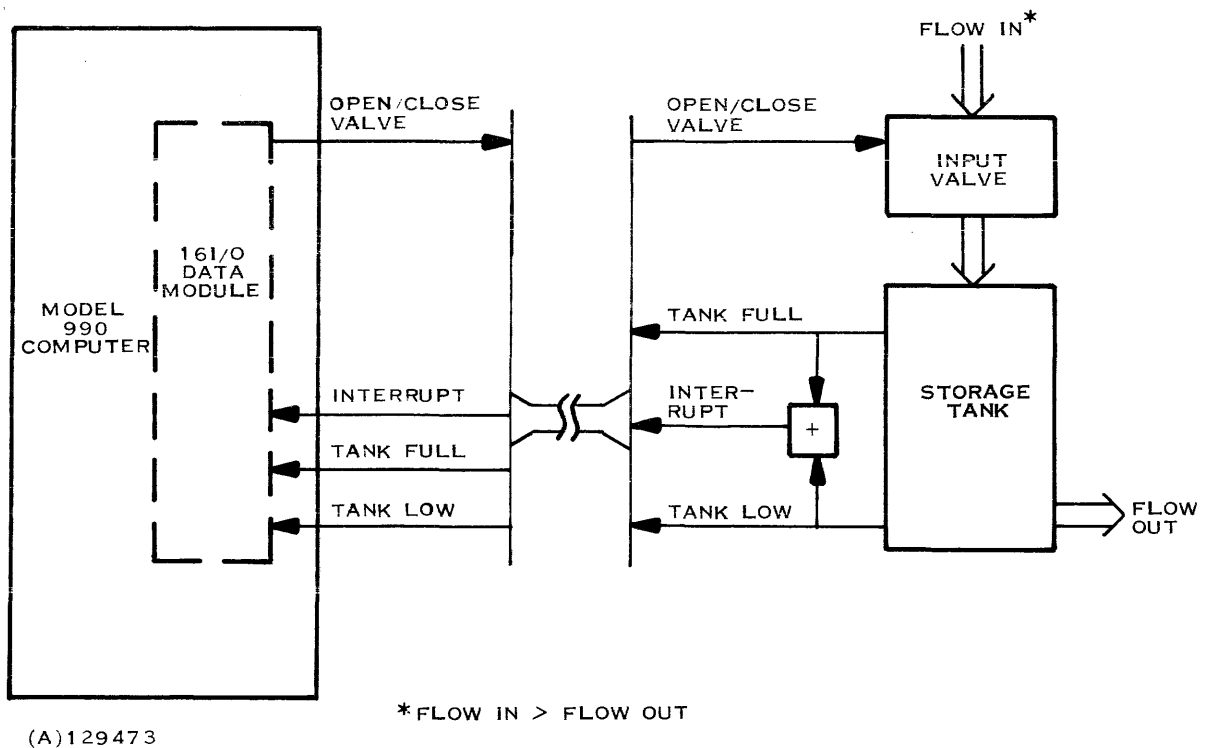 FLOW IN*
OPEN/CLOSE
VALVE
OPEN/CLOSE
VALVE
INPUT
VALVE
16I/O
DATA
MODULE
MODEL
990
COMPUTER
TANK FULL
INTERRUPT
INTER-
RUPT
+
STORAGE
TANK
TANK FULL
TANK LOW
TANK LOW
FLOW
OUT
*FLOW IN > FLOW OUT
(A)129473